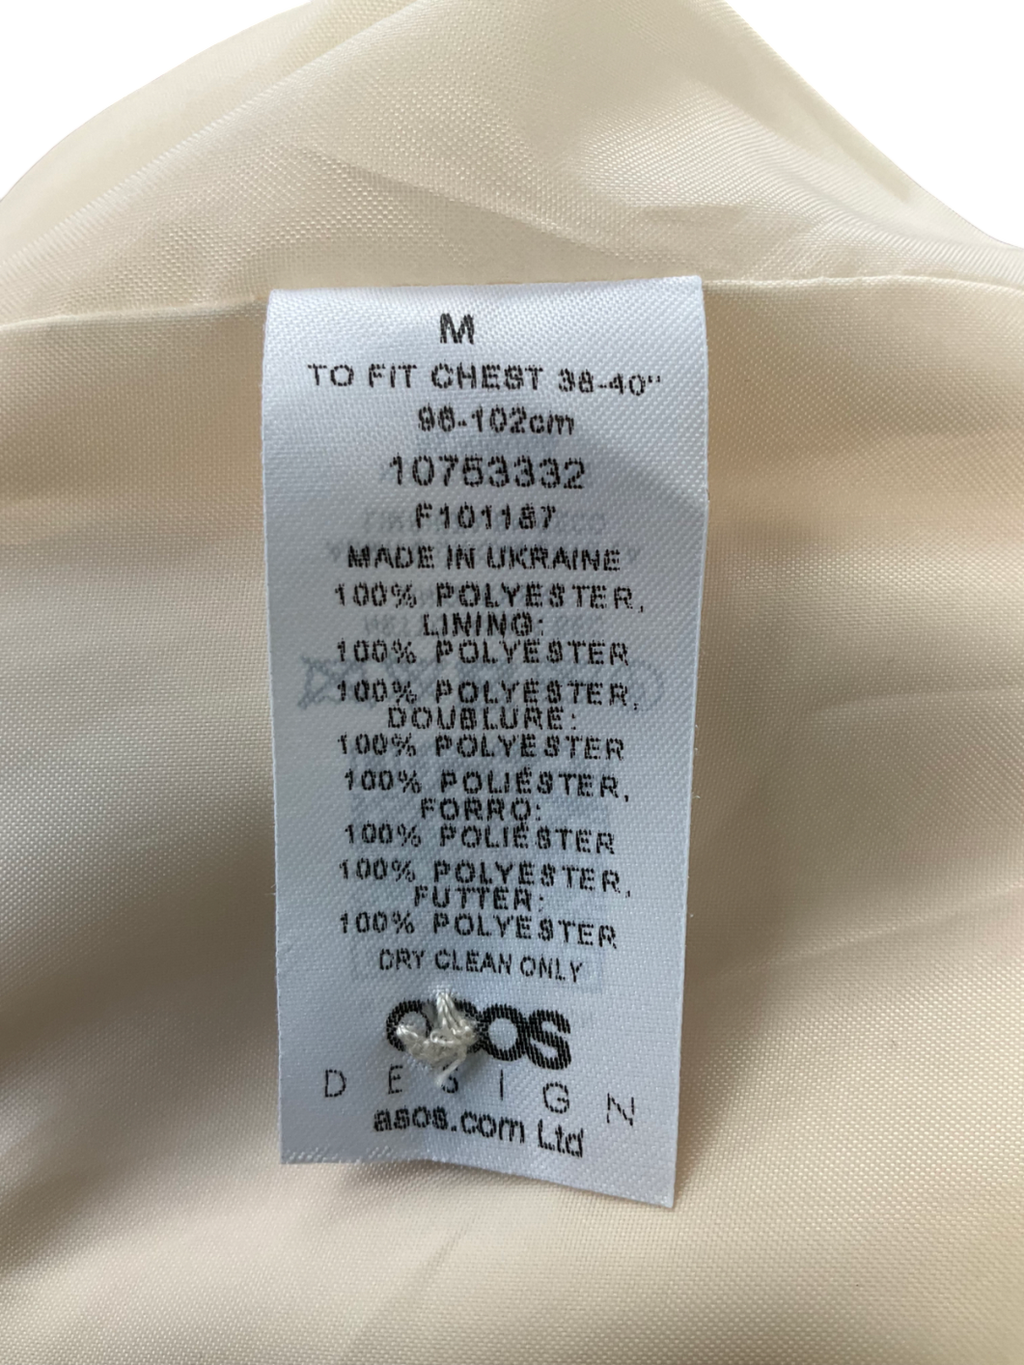 M
TO FIT CHEST 38-40"
96-102cm
10753332
F101187
MADE IN UKRAINE
100% POLYESTER,
LINING:
100% POLYESTER
100% POLYESTER,
DOUBLURE:
100% POLYESTER
100% POLIÉSTER,
FORRO:
100% POLIÉSTER
100% POLYESTER,
FUTTER:
100% POLYESTER
DRY CLEAN ONLY
asos
DESIGN
asos.com Ltd